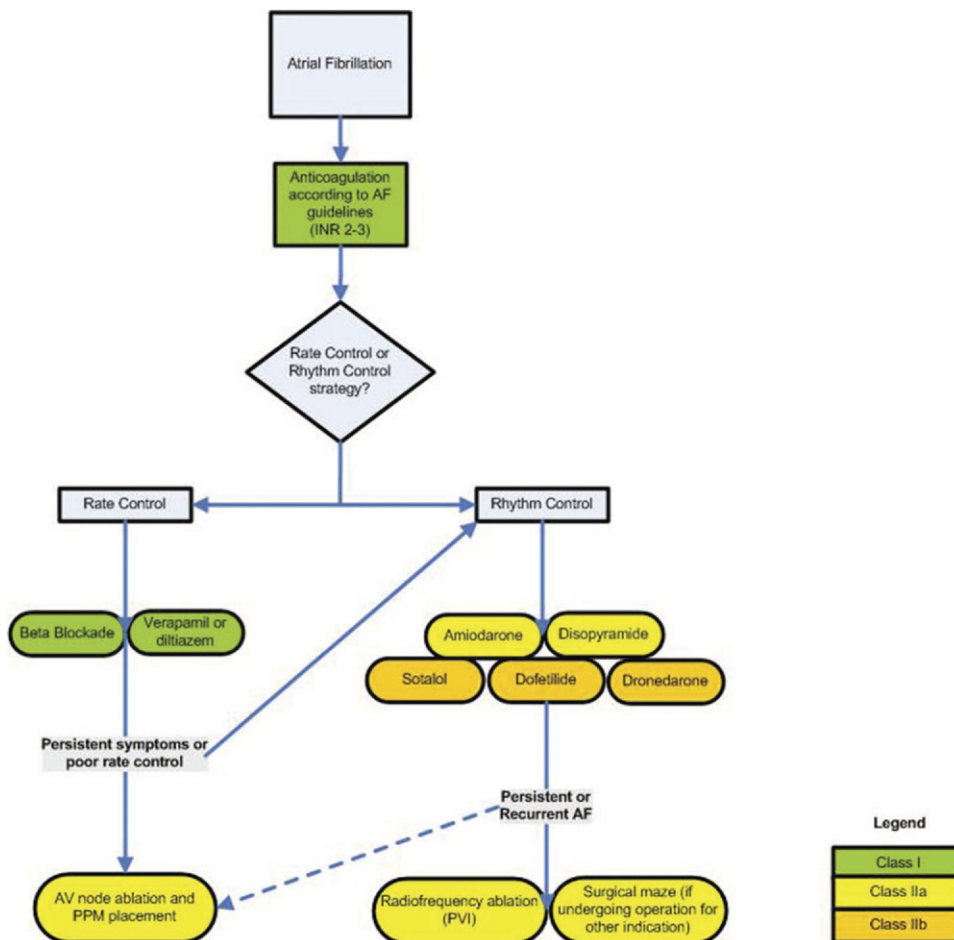 Atrial Fibrillation
Anticoagulation
according to AF
guidelines
(INR 2-3)
Rate Control or
Rhythm Control
strategy?
Rate Control
Rhythm Control
Beta Blockade
Verapamil or
diltiazem
Amiodarone
Disopyramide
Sotalol
Dofetilide
Dronedarone
Persistent symptoms or
poor rate control
Persistent or
Recurrent AF
AV node ablation and
PPM placement
Radiofrequency ablation
(PVI)
Surgical maze (if
undergoing operation for
other indication)
Legend
Class I
Class IIa
Class IIb